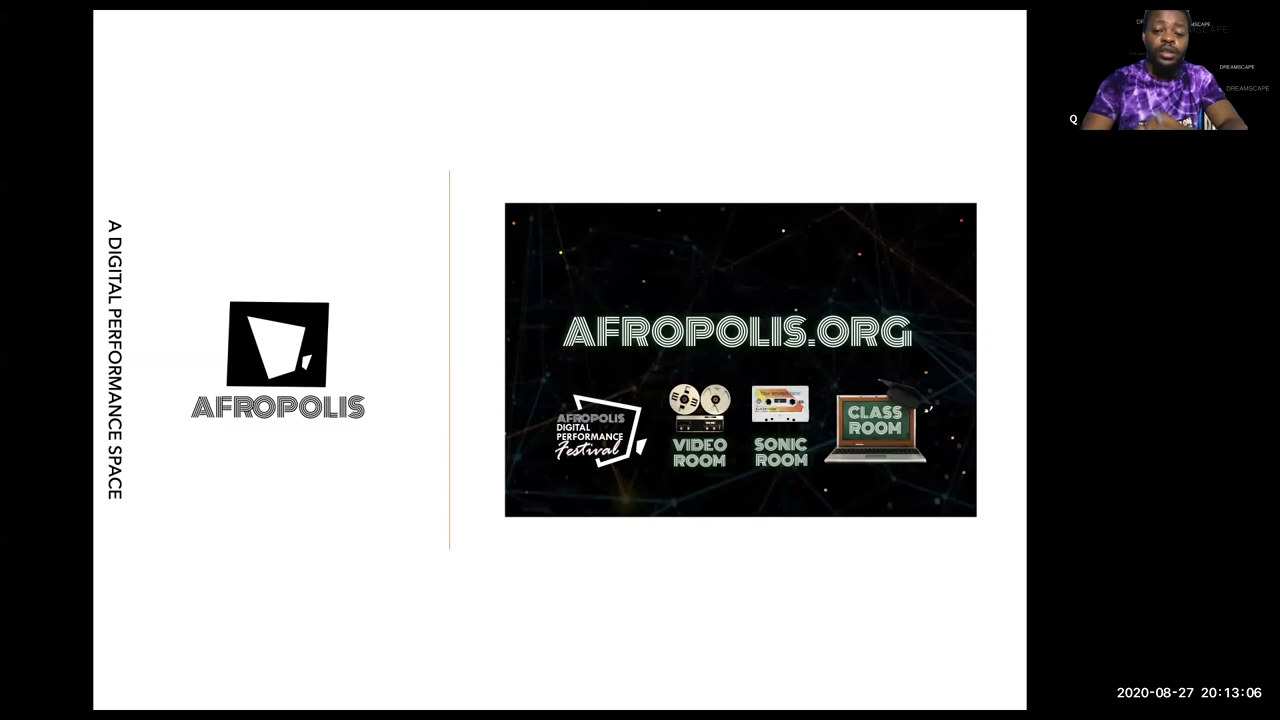 A DIGITAL PERFORMANCE SPACE
AFROPOLIS
AFROPOLIS.ORG
AFROPOLIS
DIGITAL
PERFORMANCE
Festival
VIDEO
ROOM
SONIC
ROOM
CLASS
ROOM
DREAMSCAPE
DREAMSCAPE
Q
2020-08-27 20:13:06